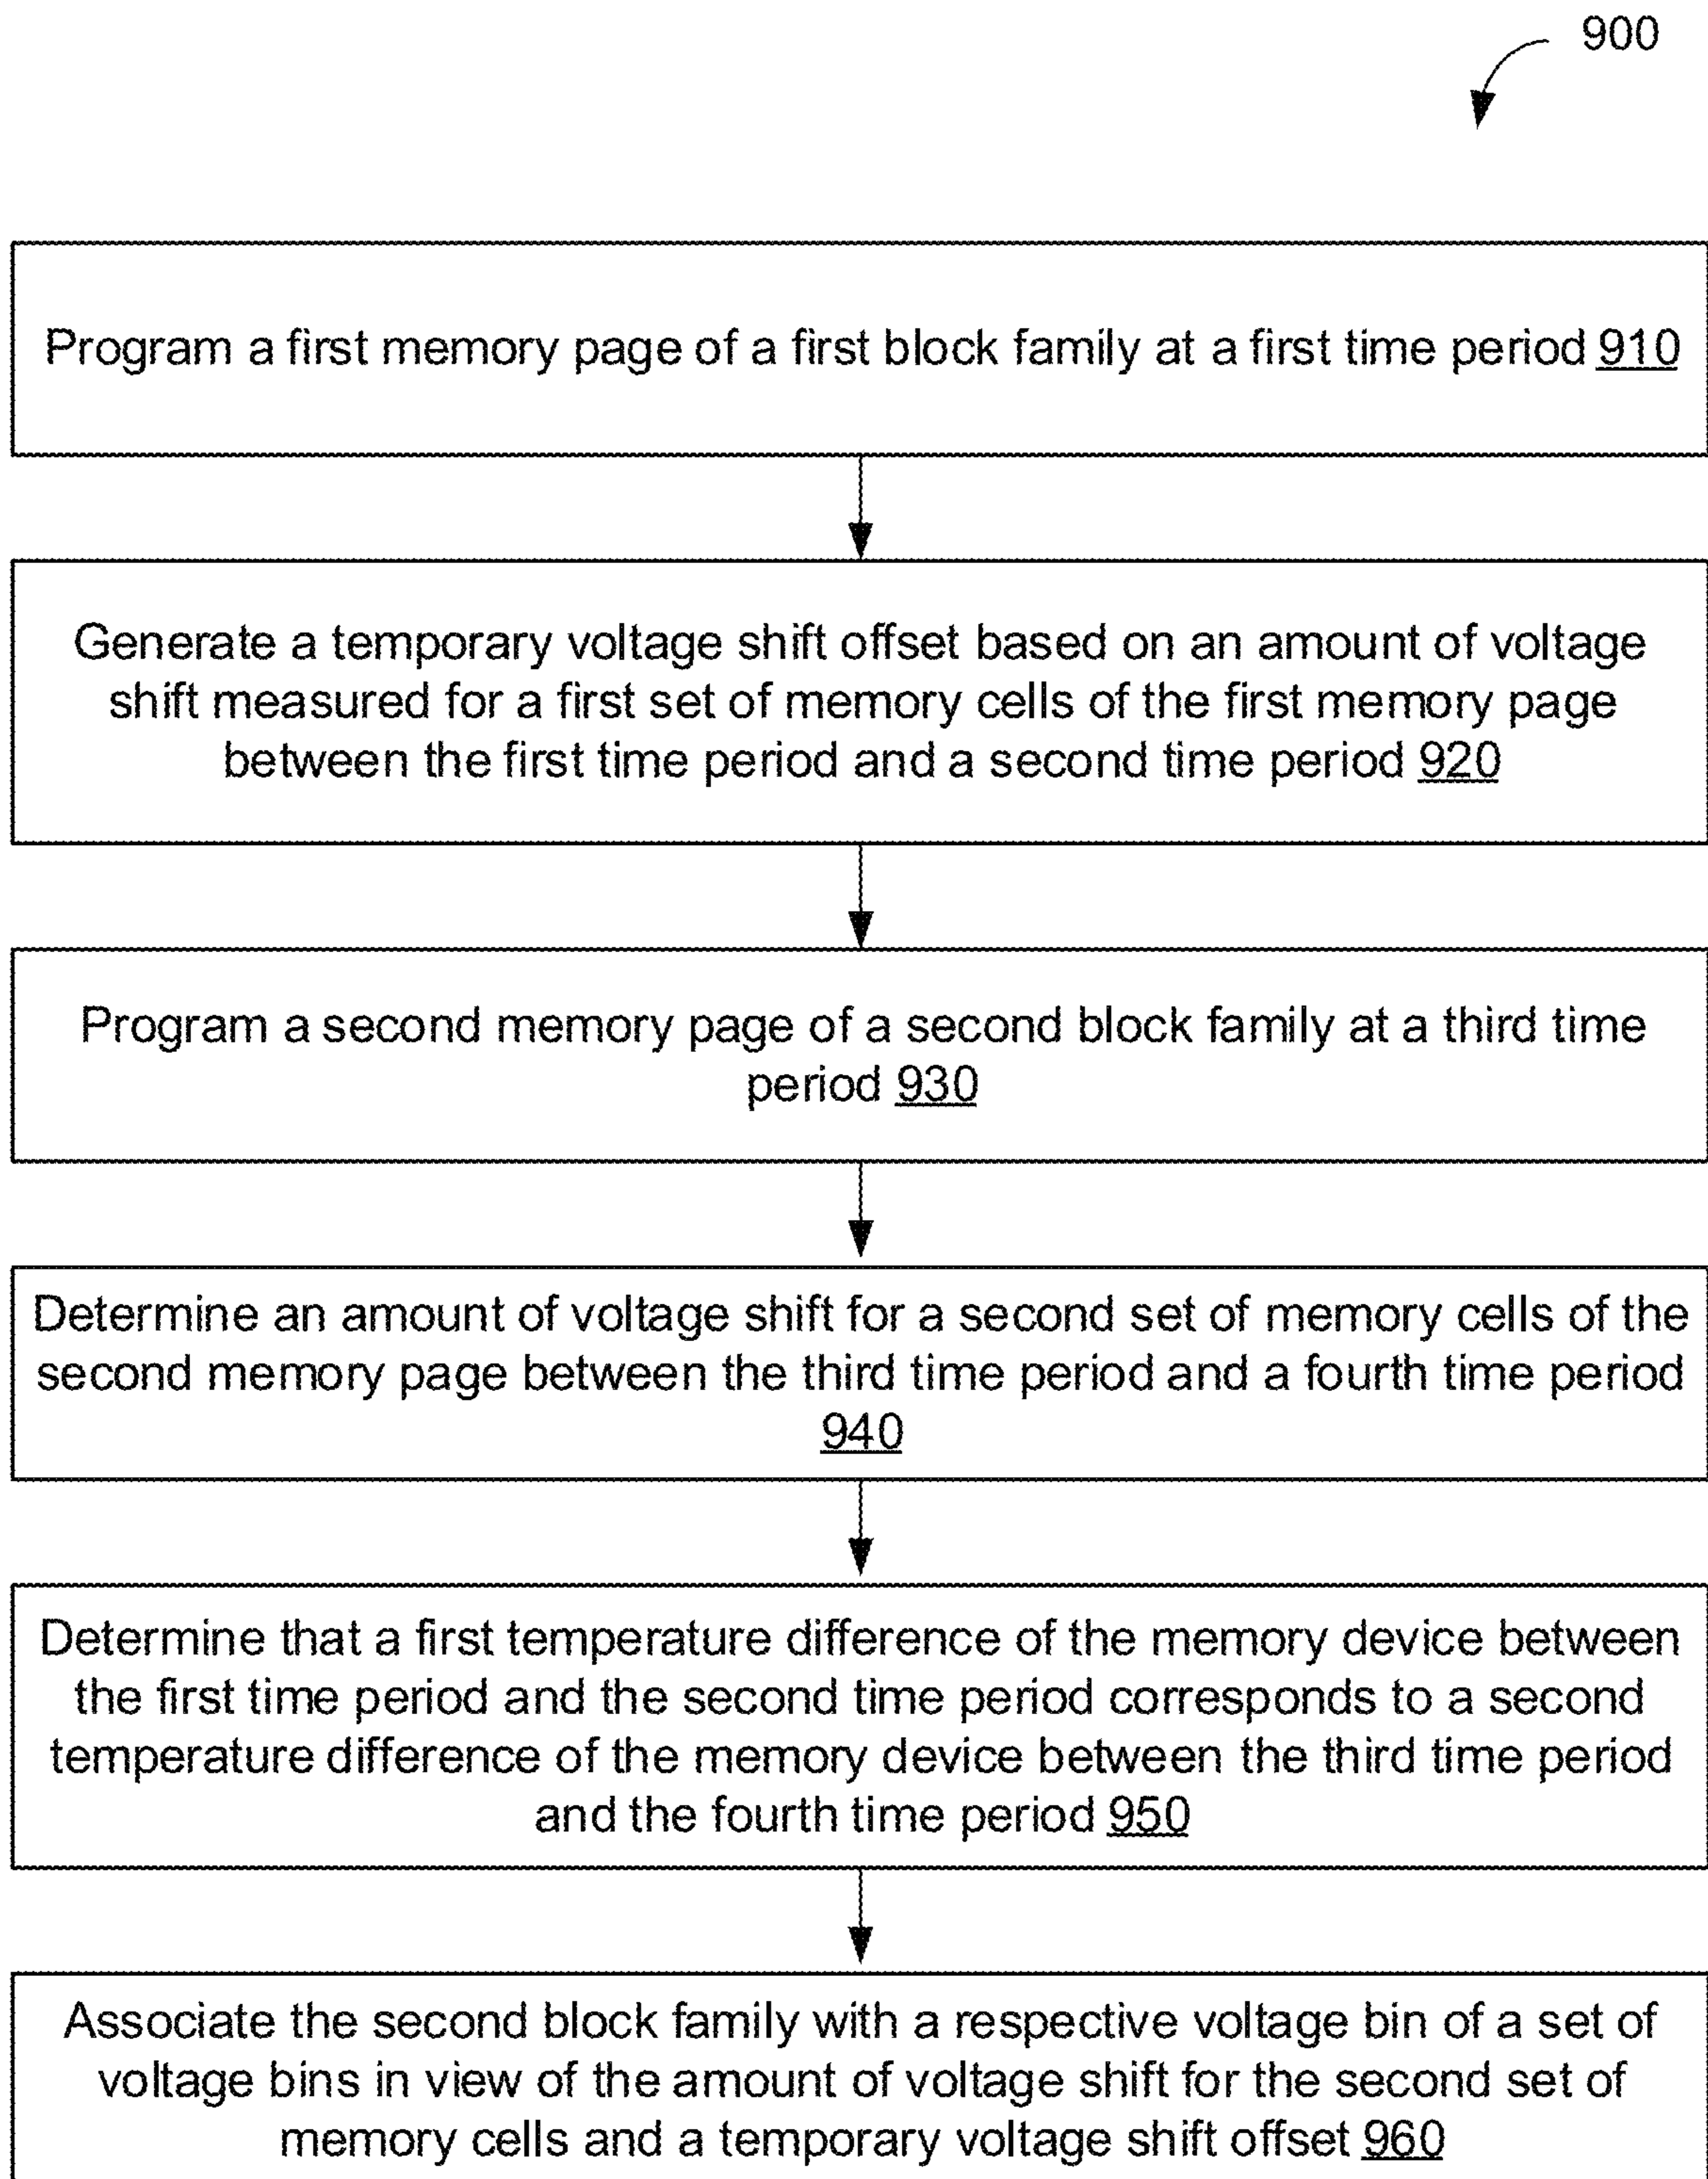 900
Program a first memory page of a first block family at a first time period 910
Generate a temporary voltage shift offset based on an amount of voltage
shift measured for a first set of memory cells of the first memory page
between the first time period and a second time period 920
Program a second memory page of a second block family at a third time
period 930
Determine an amount of voltage shift for a second set of memory cells of the
second memory page between the third time period and a fourth time period
940
Determine that a first temperature difference of the memory device between
the first time period and the second time period corresponds to a second
temperature difference of the memory device between the third time period
and the fourth time period 950
Associate the second block family with a respective voltage bin of a set of
voltage bins in view of the amount of voltage shift for the second set of
memory cells and a temporary voltage shift offset 960